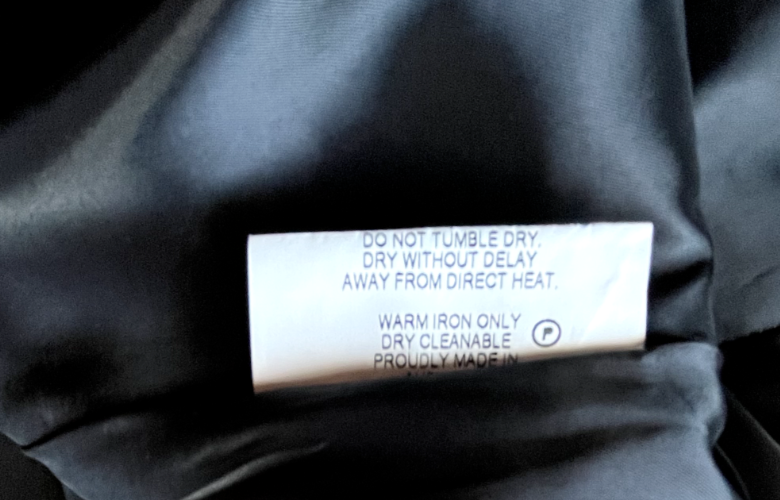 DO NOT TUMBLE DRY.
DRY WITHOUT DELAY
AWAY FROM DIRECT HEAT.
WARM IRON ONLY
DRY CLEANABLE
P
PROUDLY MADE IN